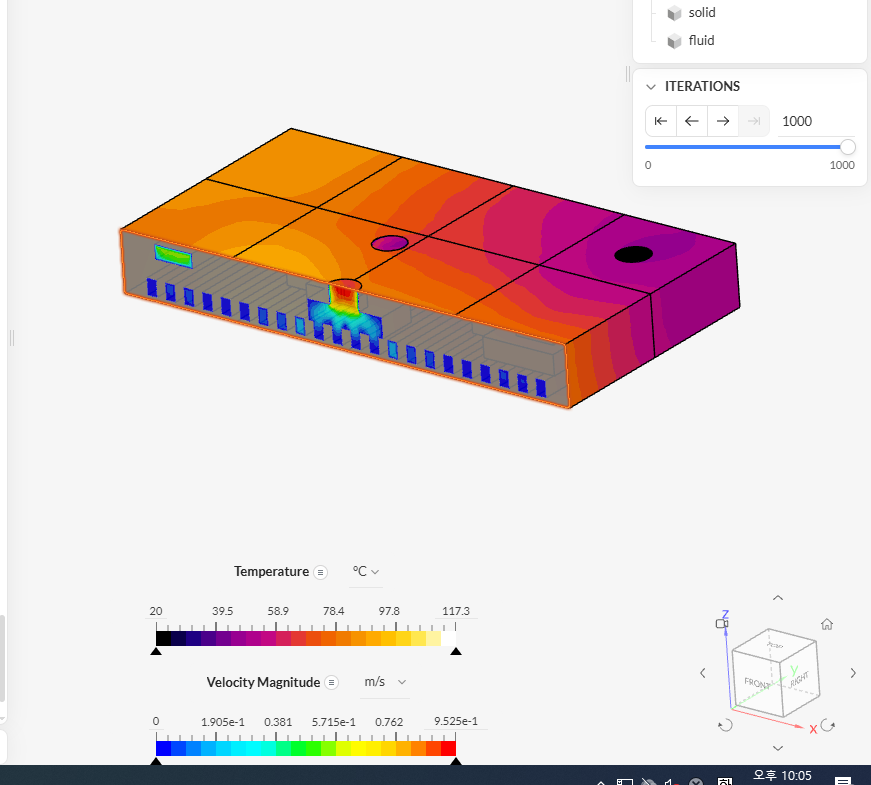 solid
fluid
ITERATIONS
1000
0 1000
Temperature °C
20 39.5 58.9 78.4 97.8 117.3
Velocity Magnitude m/s
0 1.905e-1 0.381 5.715e-1 0.762 9.525e-1
Z
Y
FRONT
RIGHT
X
오후 10:05